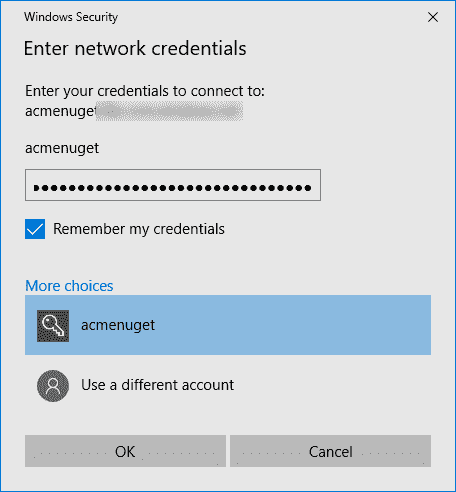 Windows Security
Enter network credentials
Enter your credentials to connect to:
acmenuget
acmenuget
Remember my credentials
More choices
acmenuget
Use a different account
OK
Cancel